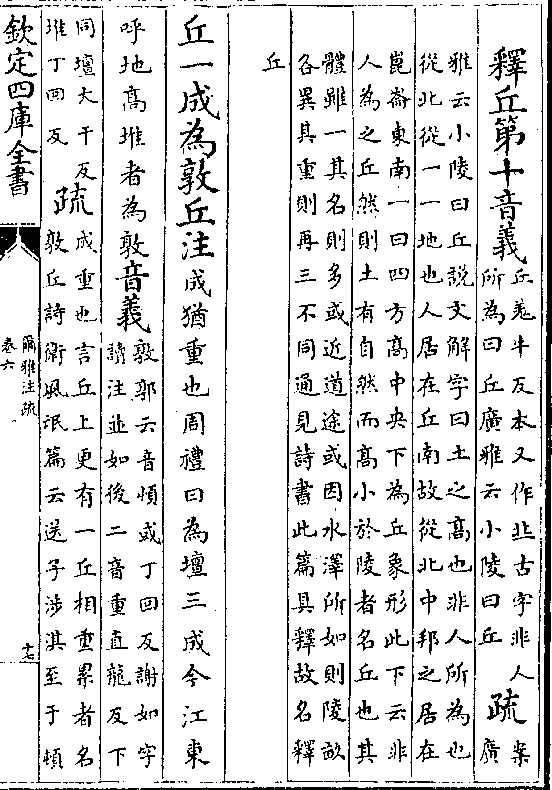 釋丘第十音義丘羌牛反本又作丠古字非人
所為曰丘廣雅云小陵曰丘疏案
廣
雅云小陵曰丘說文解字曰土之高也非人所為也
從北從一一地也人居在丘南故從北中邦之居在
崑崙東南一曰四方高中央下為丘象形此下云非
人為之丘然則土有自然而高小於陵者名丘也其
體雖一其名則多或近道途或因水澤所如則陵畝
各異其重則再三不同通見詩書此篇具釋故名釋
丘
丘一成為敦丘注成猶重也周禮曰為壇三成今江東
呼地高堆者為敦音義敦郭云音頓或丁回反謝如字
讀注並如後二音重直龍反下
同壇大干反
堆丁回反疏成重也言丘上更有一丘相重累者名
敦丘詩衛風氓篇云送子涉淇至于頓
欽定四庫全書
爾雅注疏
卷六
十七